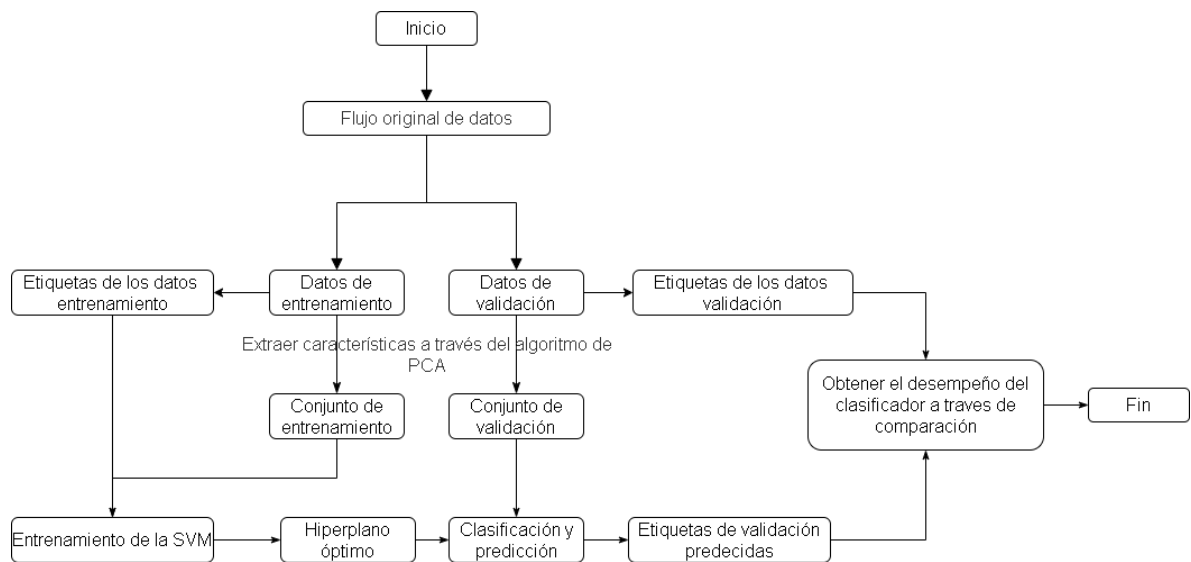 Inicio
Flujo original de datos
Etiquetas de los datos
entrenamiento
Datos de
entrenamiento
Datos de
validación
Etiquetas de los datos
validación
Extraer características a través del algoritmo de
PCA
Conjunto de
entrenamiento
Conjunto de
validación
Obtener el desempeño del
clasificador a traves de
comparación
Fin
Entrenamiento de la SVM
Hiperplano
óptimo
Clasificación y
predicción
Etiquetas de validación
predecidas